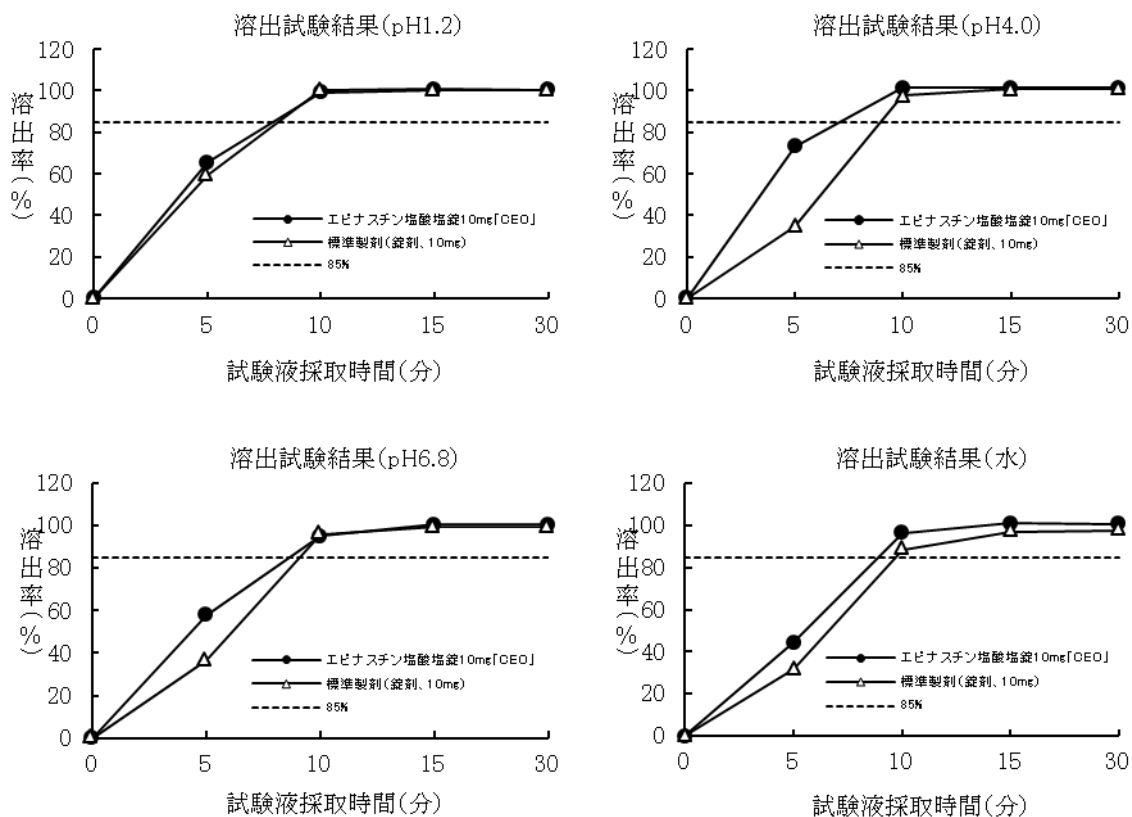 溶出試験結果(pH1.2)
120
100
80
60
40
20
0
溶出率(%)
エピナスチン塩酸塩錠10mg「CEO」
標準製剤(錠剤、10mg)
85%
0 5 10 15 30
試験液採取時間(分)
溶出試験結果(pH4.0)
120
100
80
60
40
20
0
溶出率(%)
エピナスチン塩酸塩錠10mg「CEO」
標準製剤(錠剤、10mg)
85%
0 5 10 15 30
試験液採取時間(分)
溶出試験結果(pH6.8)
120
100
80
60
40
20
0
溶出率(%)
エピナスチン塩酸塩錠10mg「CEO」
標準製剤(錠剤、10mg)
85%
0 5 10 15 30
試験液採取時間(分)
溶出試験結果(水)
120
100
80
60
40
20
0
溶出率(%)
エピナスチン塩酸塩錠10mg「CEO」
標準製剤(錠剤、10mg)
85%
0 5 10 15 30
試験液採取時間(分)